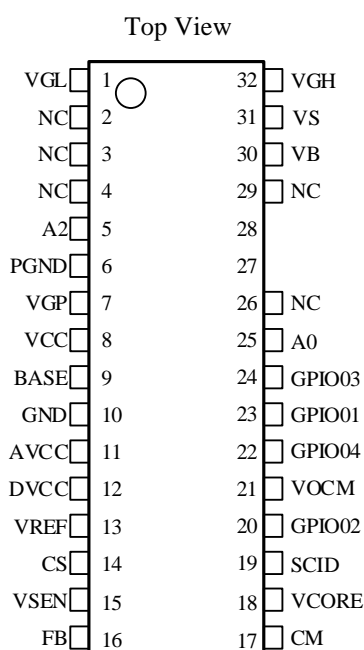 Top View
VGL 1 32 VGH
NC 2 31 VS
NC 3 30 VB
NC 4 29 NC
A2 5 28
PGND 6 27
VGP 7 26 NC
VCC 8 25 A0
BASE 9 24 GPIO03
GND 10 23 GPIO01
AVCC 11 22 GPIO04
DVCC 12 21 VOCM
VREF 13 20 GPIO02
CS 14 19 SCID
VSEN 15 18 VCORE
FB 16 17 CM